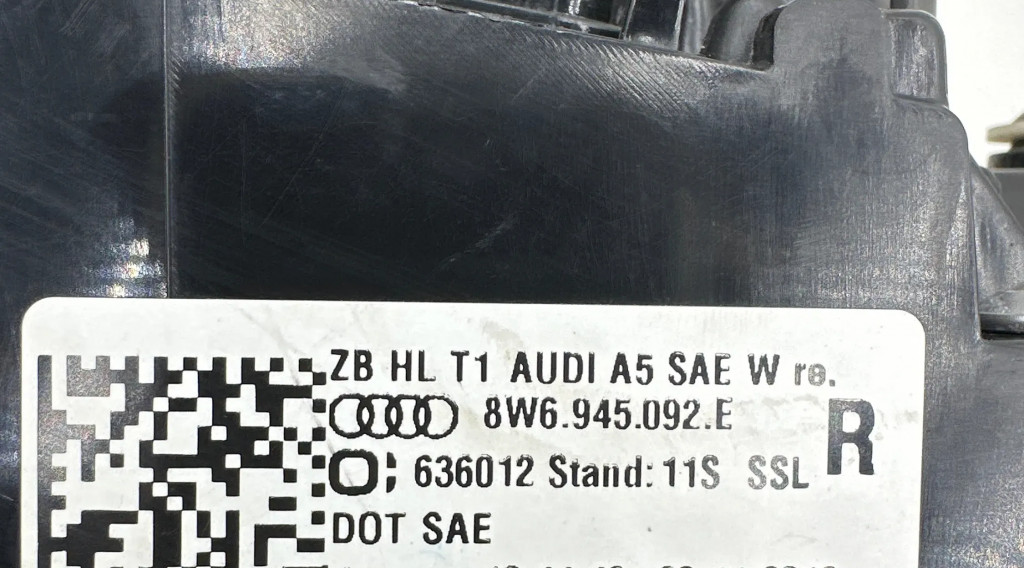 ZB HL T1 AUDI A5 SAE W re.
8W6.945.092.E
R
636012 Stand: 11S SSL
DOT SAE